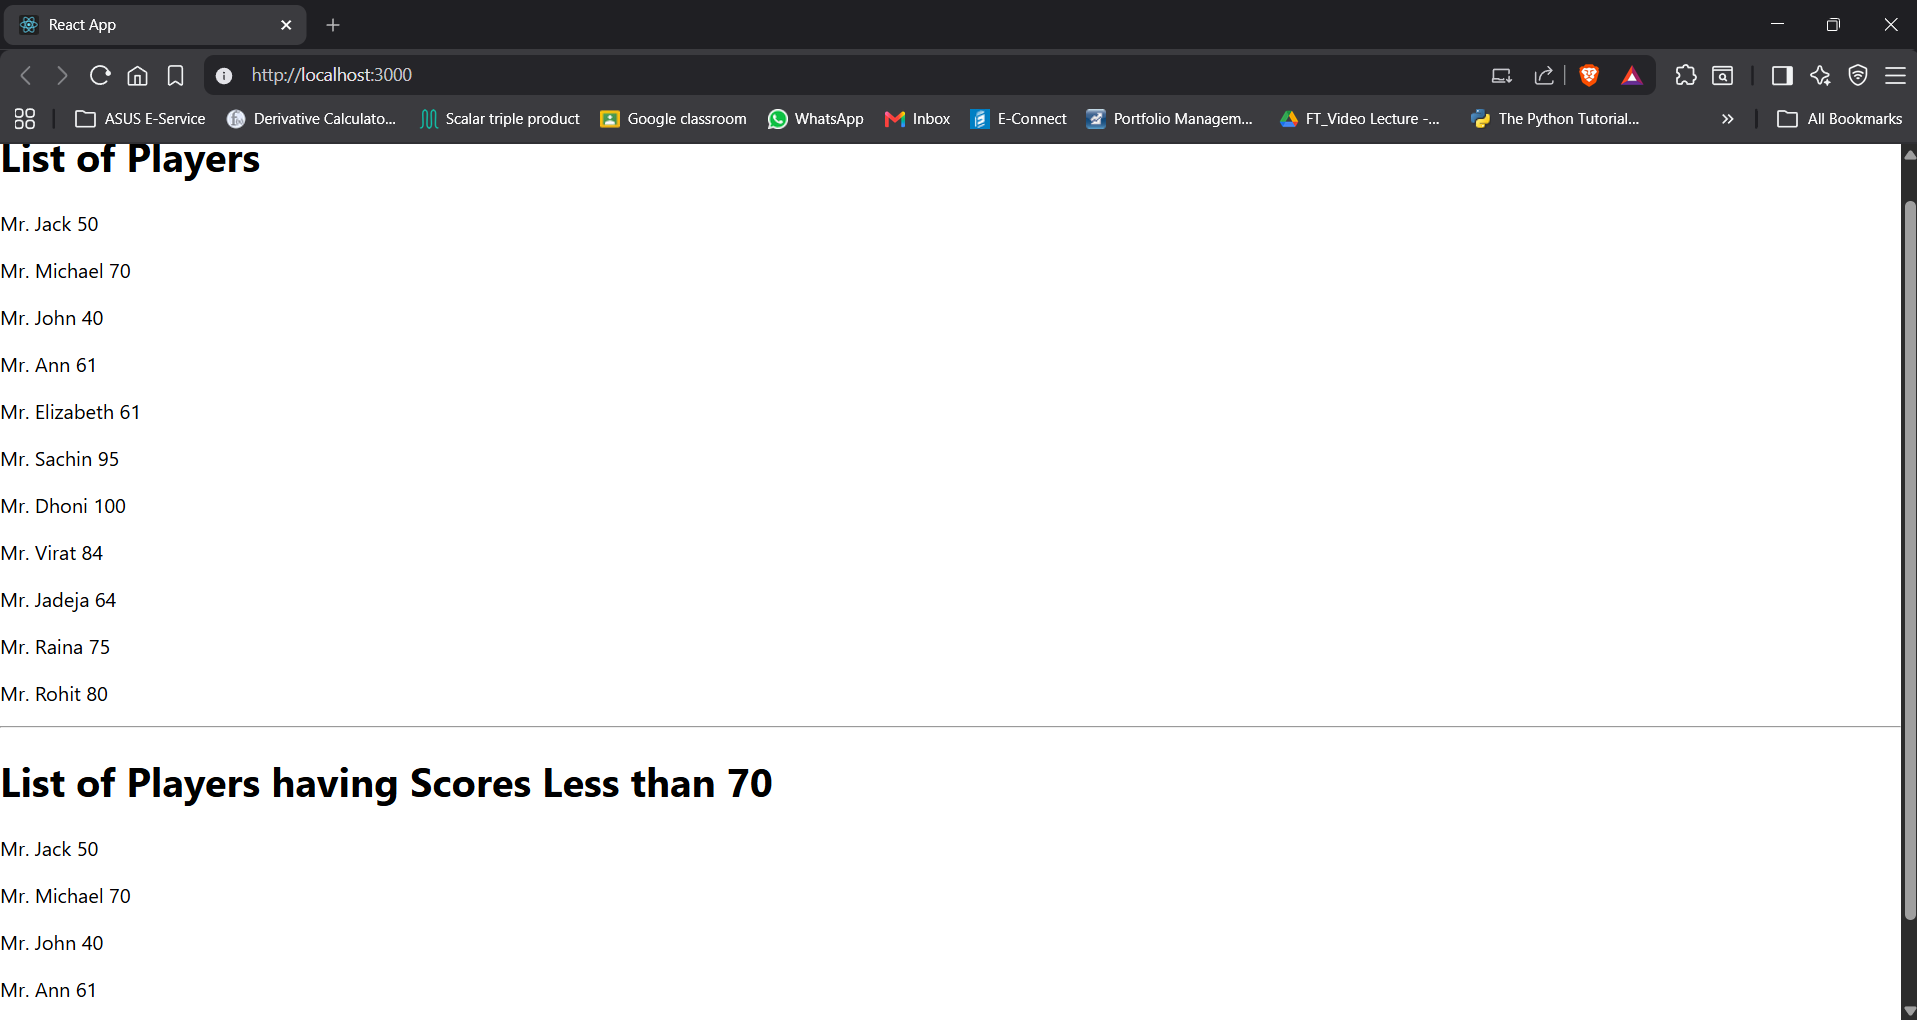 React App
http://localhost:3000
ASUS E-Service
Derivative Calculato...
Scalar triple product
Google classroom
WhatsApp
Inbox
E-Connect
Portfolio Managem...
FT_Video Lecture -...
The Python Tutorial...
All Bookmarks
List of Players
Mr. Jack 50
Mr. Michael 70
Mr. John 40
Mr. Ann 61
Mr. Elizabeth 61
Mr. Sachin 95
Mr. Dhoni 100
Mr. Virat 84
Mr. Jadeja 64
Mr. Raina 75
Mr. Rohit 80
List of Players having Scores Less than 70
Mr. Jack 50
Mr. Michael 70
Mr. John 40
Mr. Ann 61